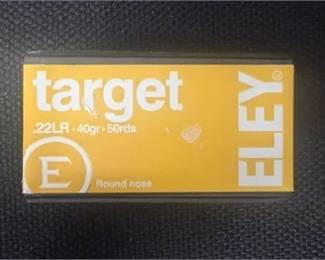 target
.22LR • 40gr • 50rds
E
Round nose
ELEY